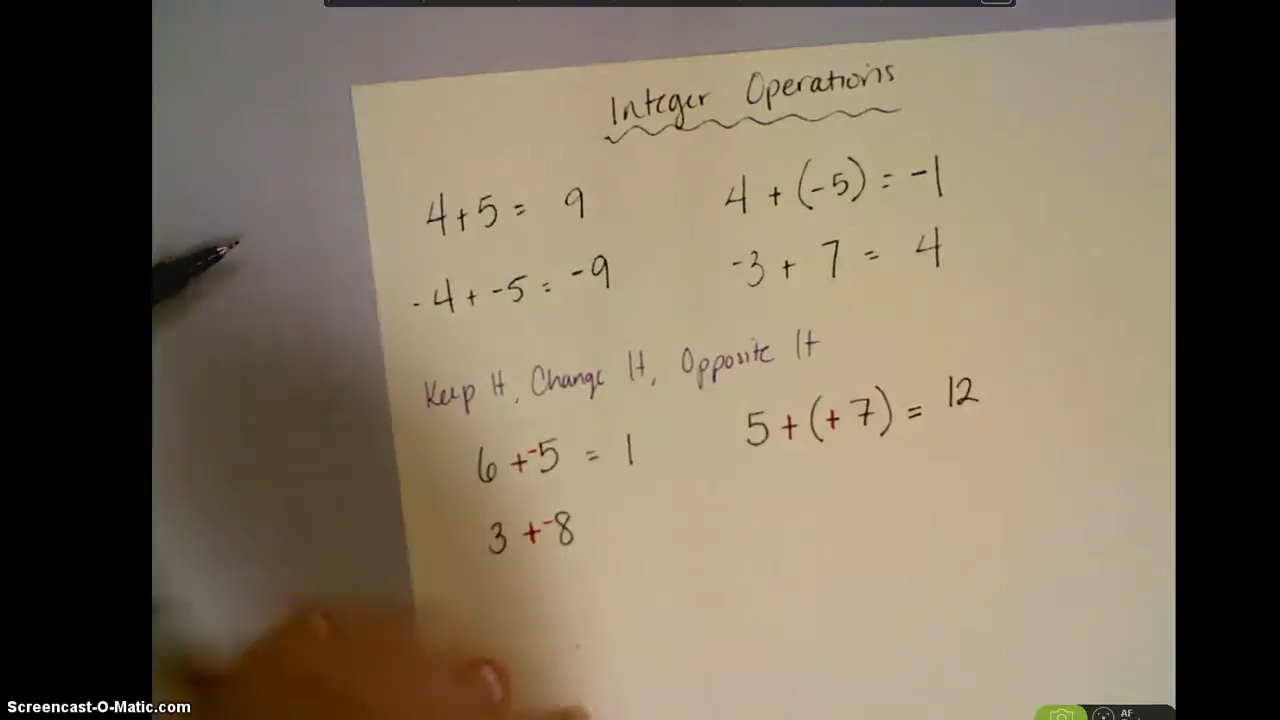 Integer Operations
4+5 = 9
4 + (-5) = -1
-4 + -5 = -9
-3 + 7 = 4
Keep It, Change It, Opposite It
6 +-5 = 1
5 + (+7) = 12
3 +-8
Screencast-O-Matic.com
AF